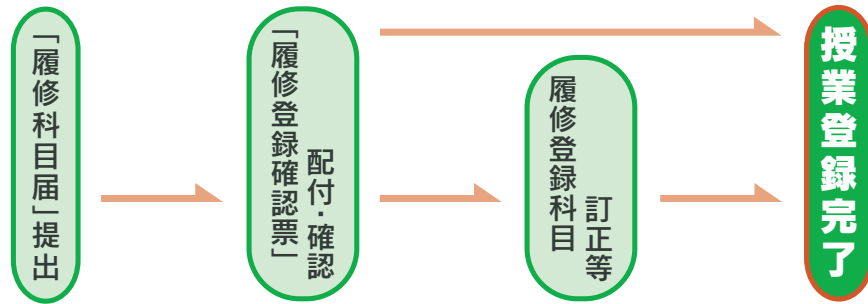 「履修科目届」提出
「履修登録確認票」
配付・確認
履修登録科目
訂正等
授業登録完了